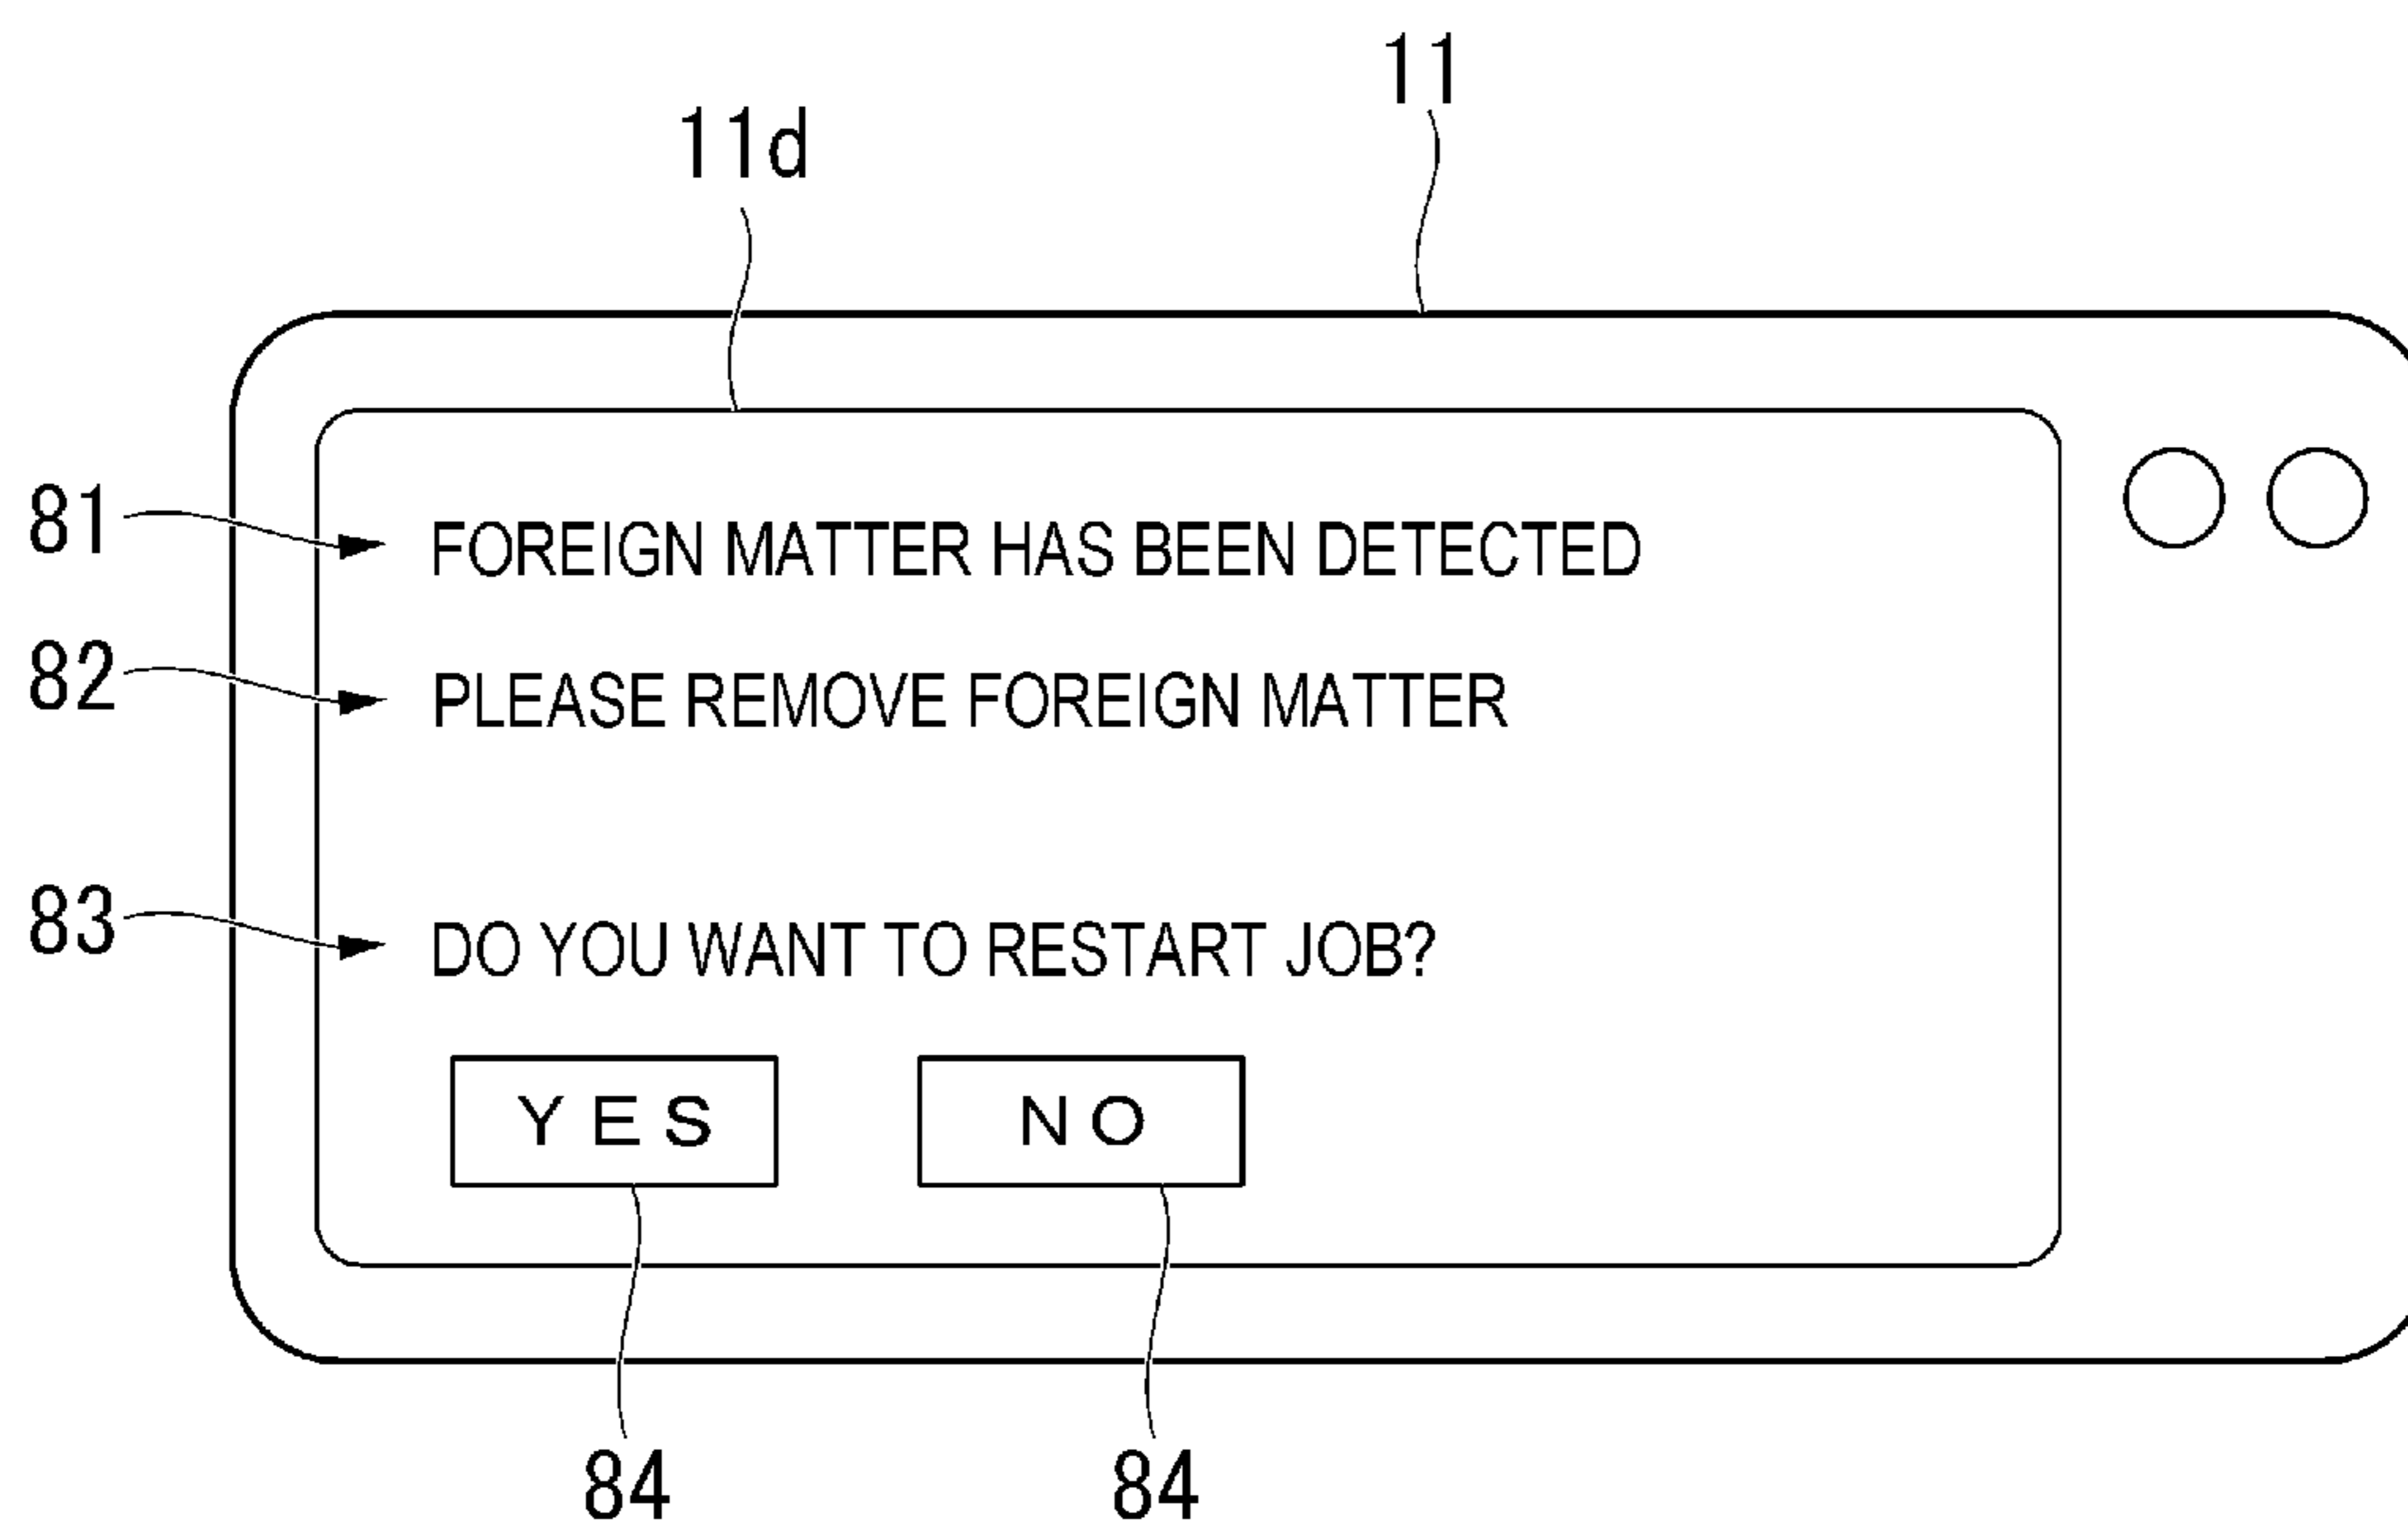 11
11d
81 FOREIGN MATTER HAS BEEN DETECTED
82 PLEASE REMOVE FOREIGN MATTER
83 DO YOU WANT TO RESTART JOB?
YES NO
84 84